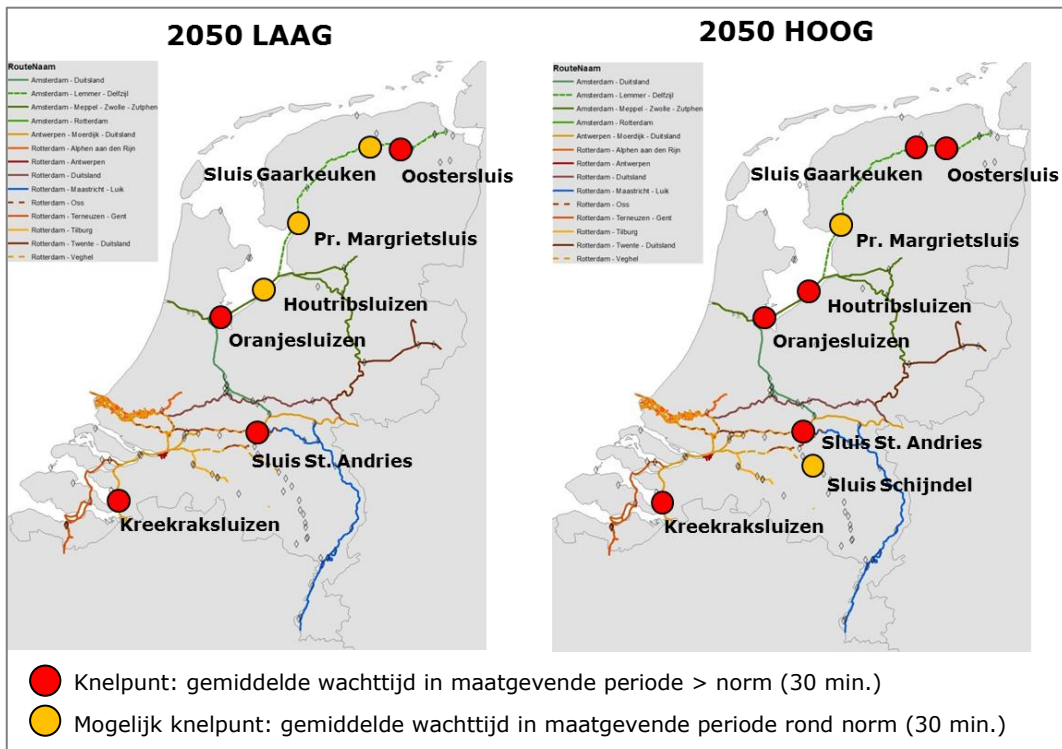 2050 LAAG
RouteNaam
Amsterdam - Duitsland
Amsterdam - Lemmer - Delfzijl
Amsterdam - Meppel - Zwolle - Zutphen
Amsterdam - Rotterdam
Antwerpen - Moerdijk - Duitsland
Rotterdam - Alphen aan den Rijn
Rotterdam - Antwerpen
Rotterdam - Duitsland
Rotterdam - Maastricht - Luik
Rotterdam - Oss
Rotterdam - Terneuzen - Gent
Rotterdam - Tilburg
Rotterdam - Twente - Duitsland
Rotterdam - Veghel
Sluis Gaarkeuken
Oostersluis
Pr. Margrietsluis
Houtribsluizen
Oranjesluizen
Sluis St. Andries
Kreekraksluizen
2050 HOOG
RouteNaam
Amsterdam - Duitsland
Amsterdam - Lemmer - Delfzijl
Amsterdam - Meppel - Zwolle - Zutphen
Amsterdam - Rotterdam
Antwerpen - Moerdijk - Duitsland
Rotterdam - Alphen aan den Rijn
Rotterdam - Antwerpen
Rotterdam - Duitsland
Rotterdam - Maastricht - Luik
Rotterdam - Oss
Rotterdam - Terneuzen - Gent
Rotterdam - Tilburg
Rotterdam - Twente - Duitsland
Rotterdam - Veghel
Sluis Gaarkeuken
Oostersluis
Pr. Margrietsluis
Houtribsluizen
Oranjesluizen
Sluis St. Andries
Sluis Schijndel
Kreekraksluizen
Knelpunt: gemiddelde wachttijd in maatgevende periode > norm (30 min.)
Mogelijk knelpunt: gemiddelde wachttijd in maatgevende periode rond norm (30 min.)